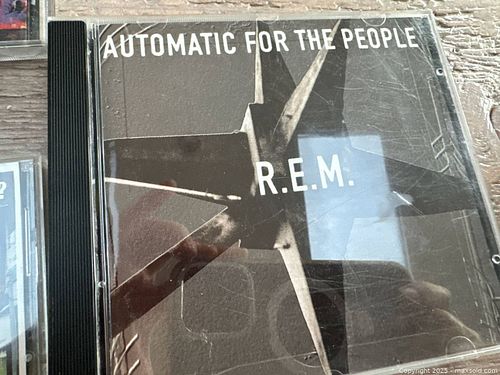 AUTOMATIC FOR THE PEOPLE
R.E.M.
?
Copyright 2025 - maxsold.com